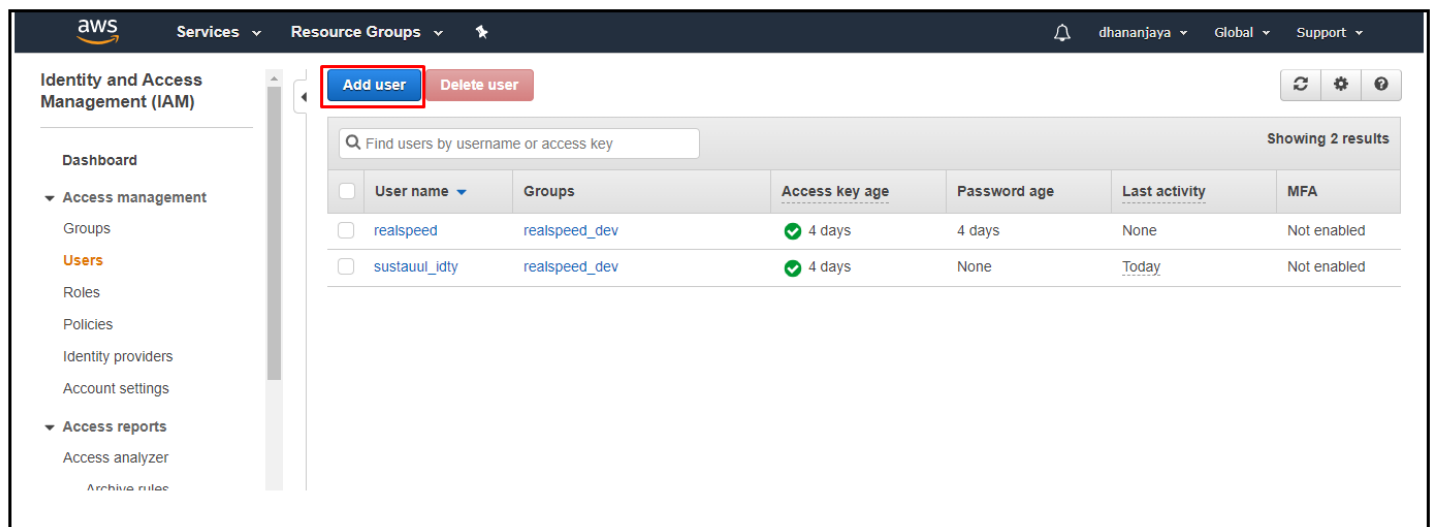 aws Services Resource Groups dhananjaya Global Support
Identity and Access
Management (IAM)
Dashboard
Access management
Groups
Users
Roles
Policies
Identity providers
Account settings
Access reports
Access analyzer
Archive rules
Add user Delete user
Find users by username or access key Showing 2 results
User name Groups Access key age Password age Last activity MFA
realspeed realspeed_dev 4 days 4 days None Not enabled
sustauul_idty realspeed_dev 4 days None Today Not enabled